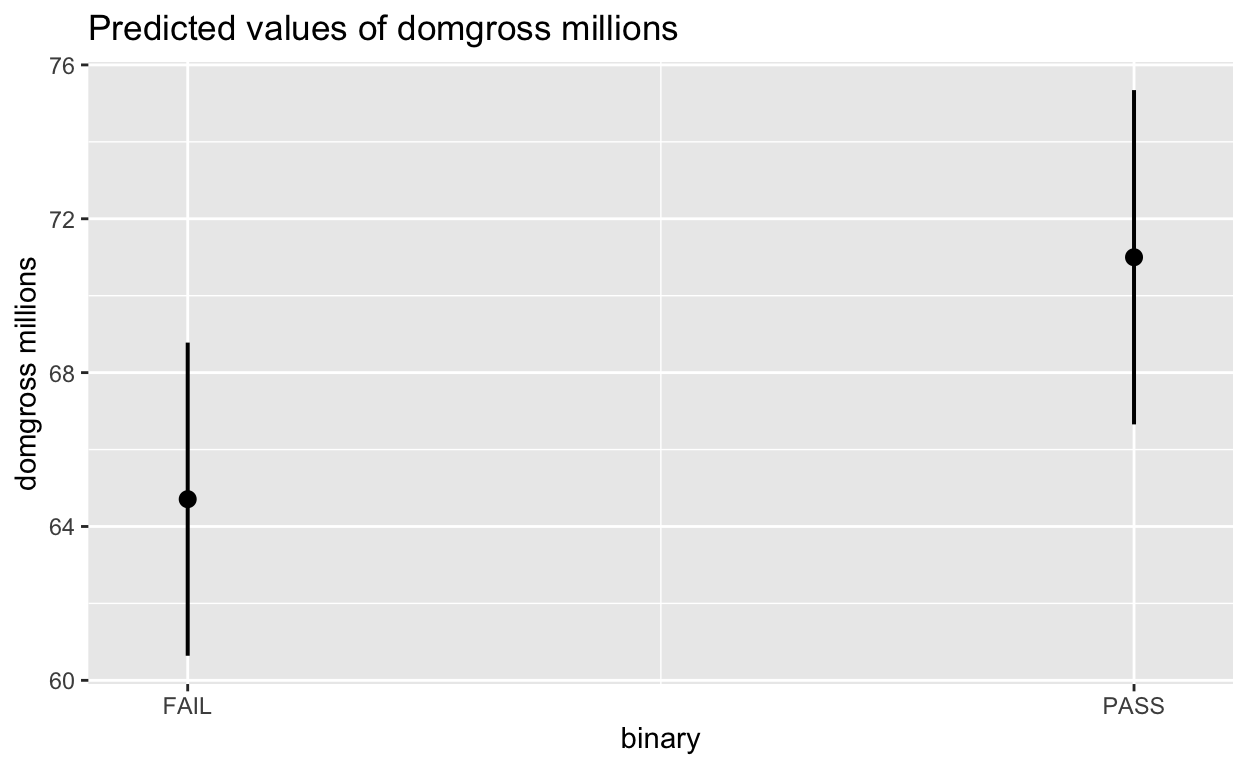 Predicted values of domgross millions
76
72
68
64
60
domgross millions
FAIL
PASS
binary